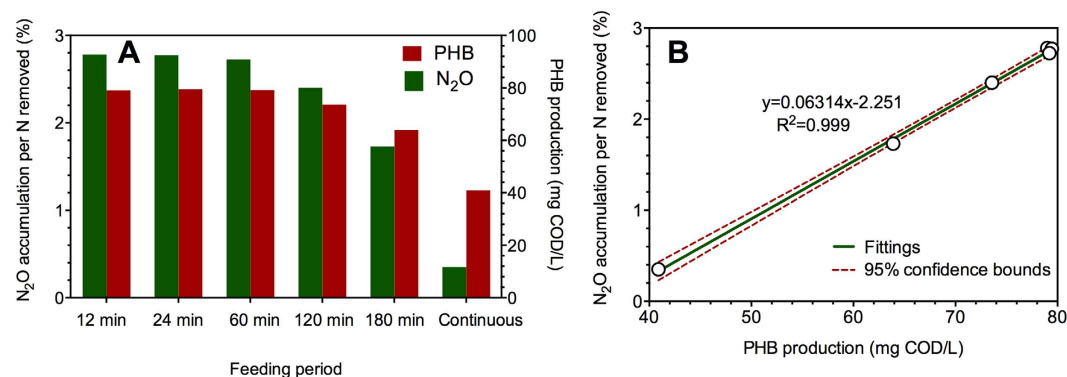 A
PHB
N₂O
N₂O accumulation per N removed (%)
3
2
1
0
PHB production (mg COD/L)
100
80
60
40
20
0
12 min 24 min 60 min 120 min 180 min Continuous
Feeding period
B
N₂O accumulation per N removed (%)
3
2
1
0
y=0.06314x-2.251
R²=0.999
Fittings
95% confidence bounds
40 50 60 70 80
PHB production (mg COD/L)